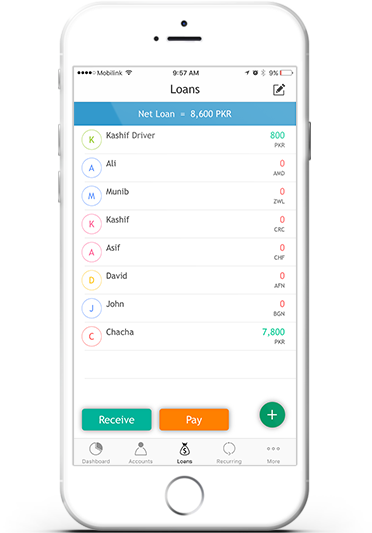 Mobilink
9:57 AM
9%
Loans
Net Loan = 8,600 PKR
K
Kashif Driver
800
PKR
A
Ali
0
AMD
M
Munib
0
ZWL
K
Kashif
0
CRC
A
Asif
0
CHF
D
David
0
AFN
J
John
0
BGN
C
Chacha
7,800
PKR
Receive
Pay
+
Dashboard
Accounts
Loans
Recurring
More